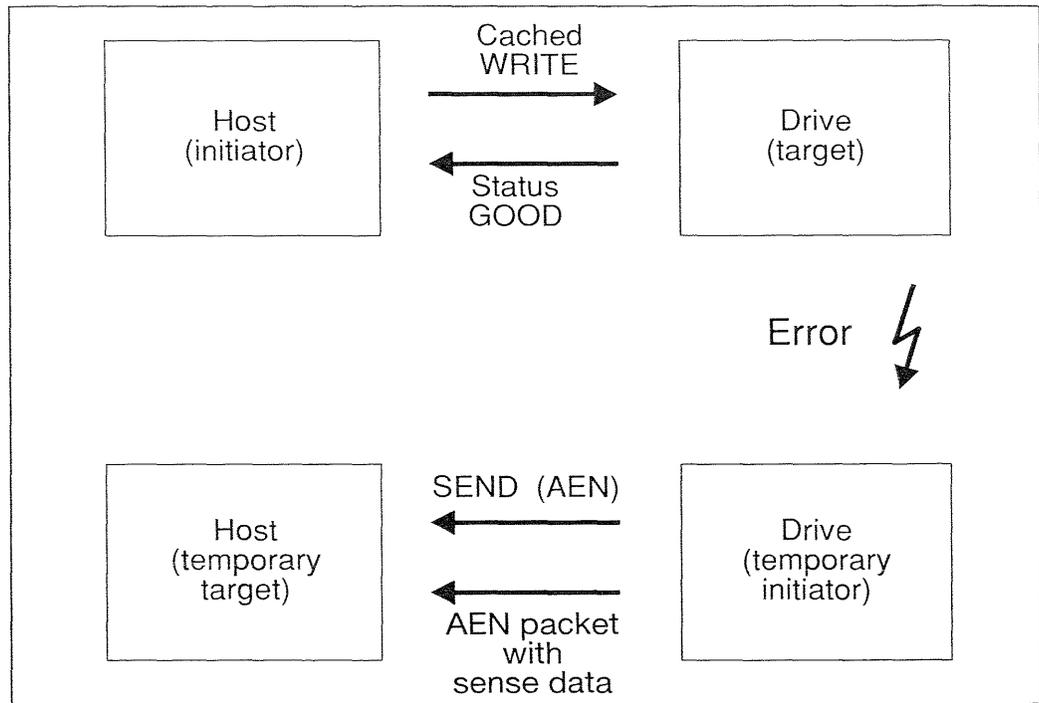 Cached
WRITE
Host
(initiator)
Drive
(target)
Status
GOOD
Error
SEND (AEN)
Host
(temporary
target)
Drive
(temporary
initiator)
AEN packet
with
sense data